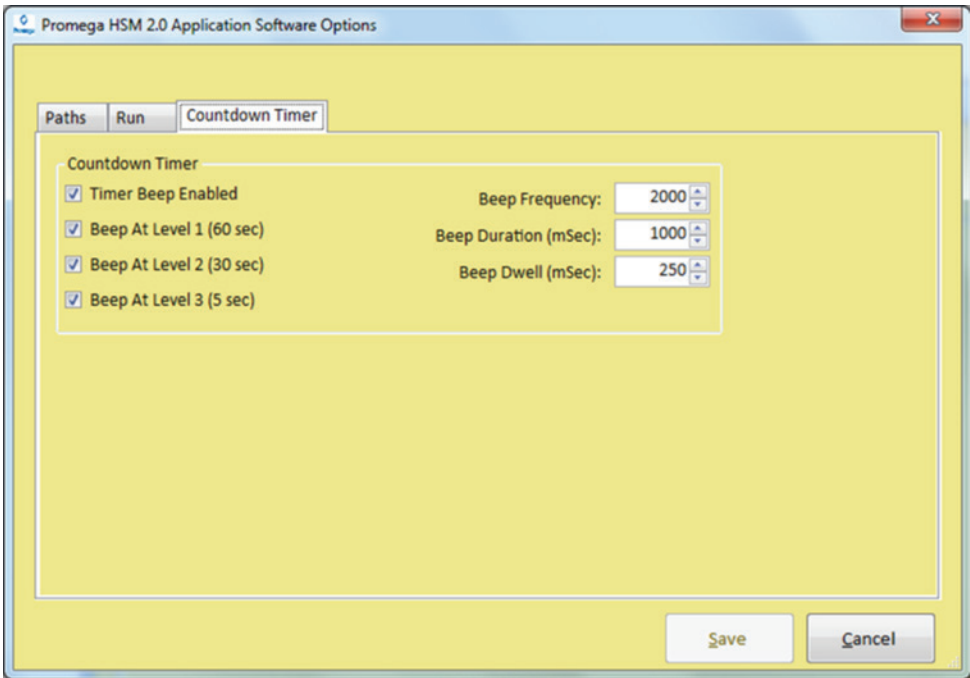 Promega HSM 2.0 Application Software Options
Paths Run Countdown Timer
Countdown Timer
Timer Beep Enabled Beep Frequency: 2000
Beep At Level 1 (60 sec) Beep Duration (mSec): 1000
Beep At Level 2 (30 sec) Beep Dwell (mSec): 250
Beep At Level 3 (5 sec)
Save Cancel